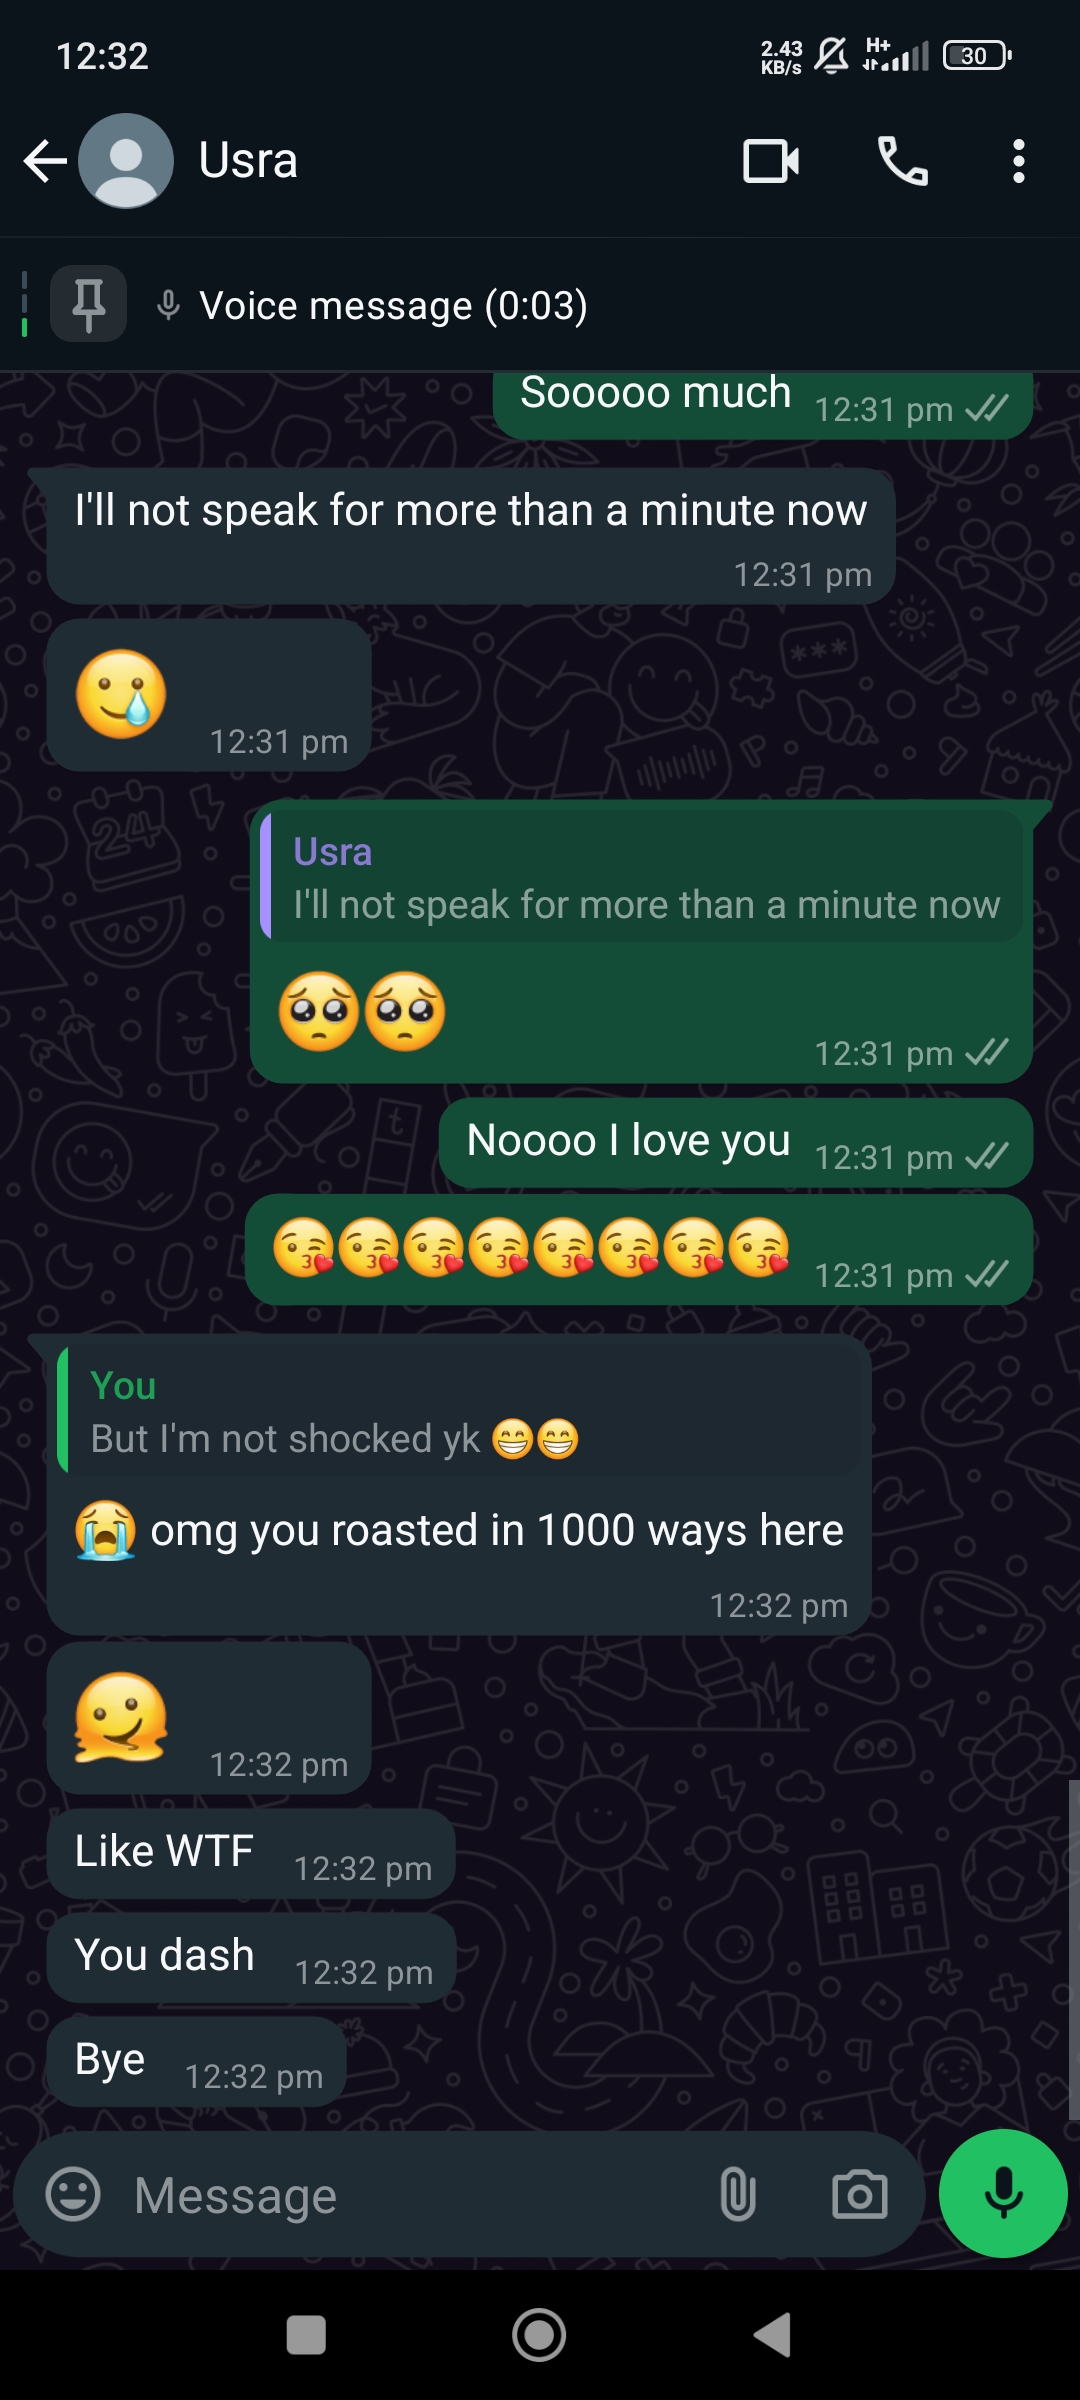 12:32
2.43
KB/s
H+
30
Usra
Voice message (0:03)
Sooooo much 12:31 pm
I'll not speak for more than a minute now
12:31 pm
🥲 12:31 pm
Usra
I'll not speak for more than a minute now
🥺🥺
12:31 pm
Noooo I love you 12:31 pm
😘😘😘😘😘😘😘😘 12:31 pm
You
But I'm not shocked yk 😁😁
😭 omg you roasted in 1000 ways here
12:32 pm
🫠 12:32 pm
Like WTF 12:32 pm
You dash 12:32 pm
Bye 12:32 pm
Message